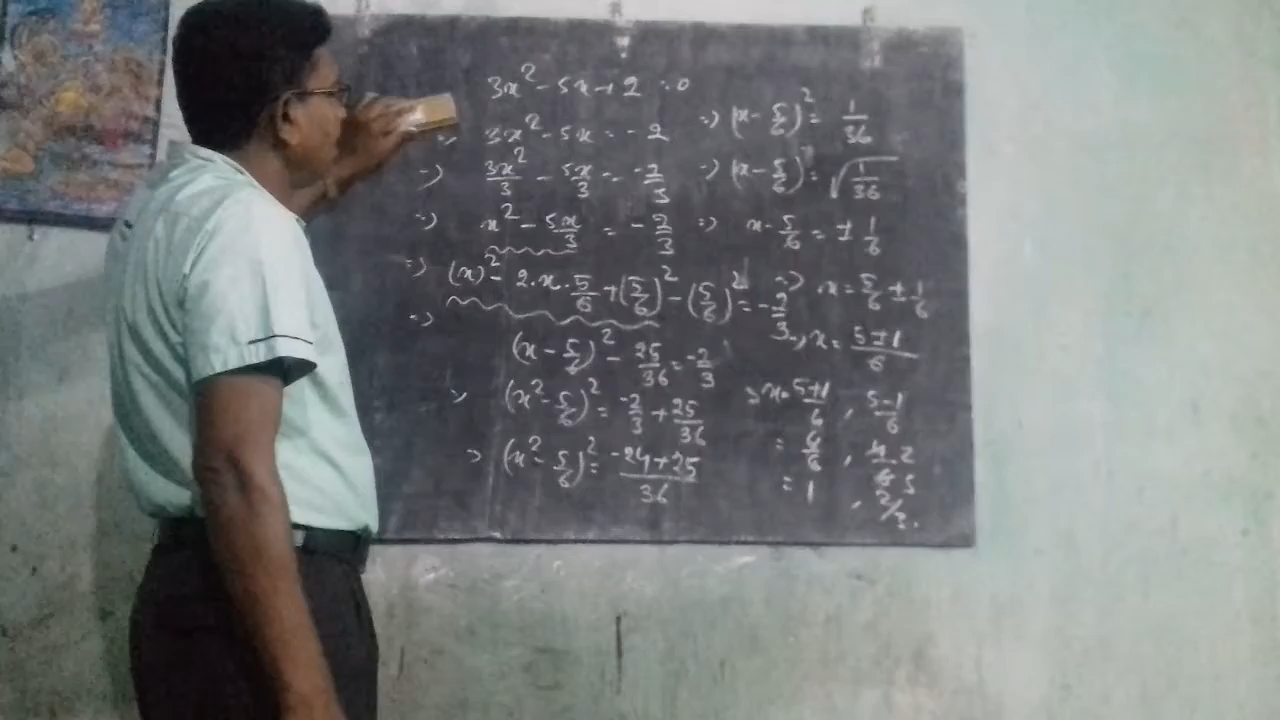 3x² - 5x + 2 = 0
3x² - 5x = - 2
⇒ 3x²/3 - 5x/3 = -2/3
⇒ x² - 5x/3 = - 2/3
⇒ (x)² - 2.x.5/6 + (5/6)² - (5/6)² = - 2/3
⇒ (x - 5/6)² - 25/36 = -2/3
⇒ (x² - 5/6)² = -2/3 + 25/36
⇒ (x² - 5/6)² = -24+25/36
⇒ (x - 5/6)² = 1/36
⇒ (x - 5/6) = √1/36
⇒ x - 5/6 = ± 1/6
⇒ x = 5/6 ± 1/6
⇒ x = 5±1/6
⇒ x = 5+1/6 , 5-1/6
= 6/6 , 4/6
= 1 , 2/3.